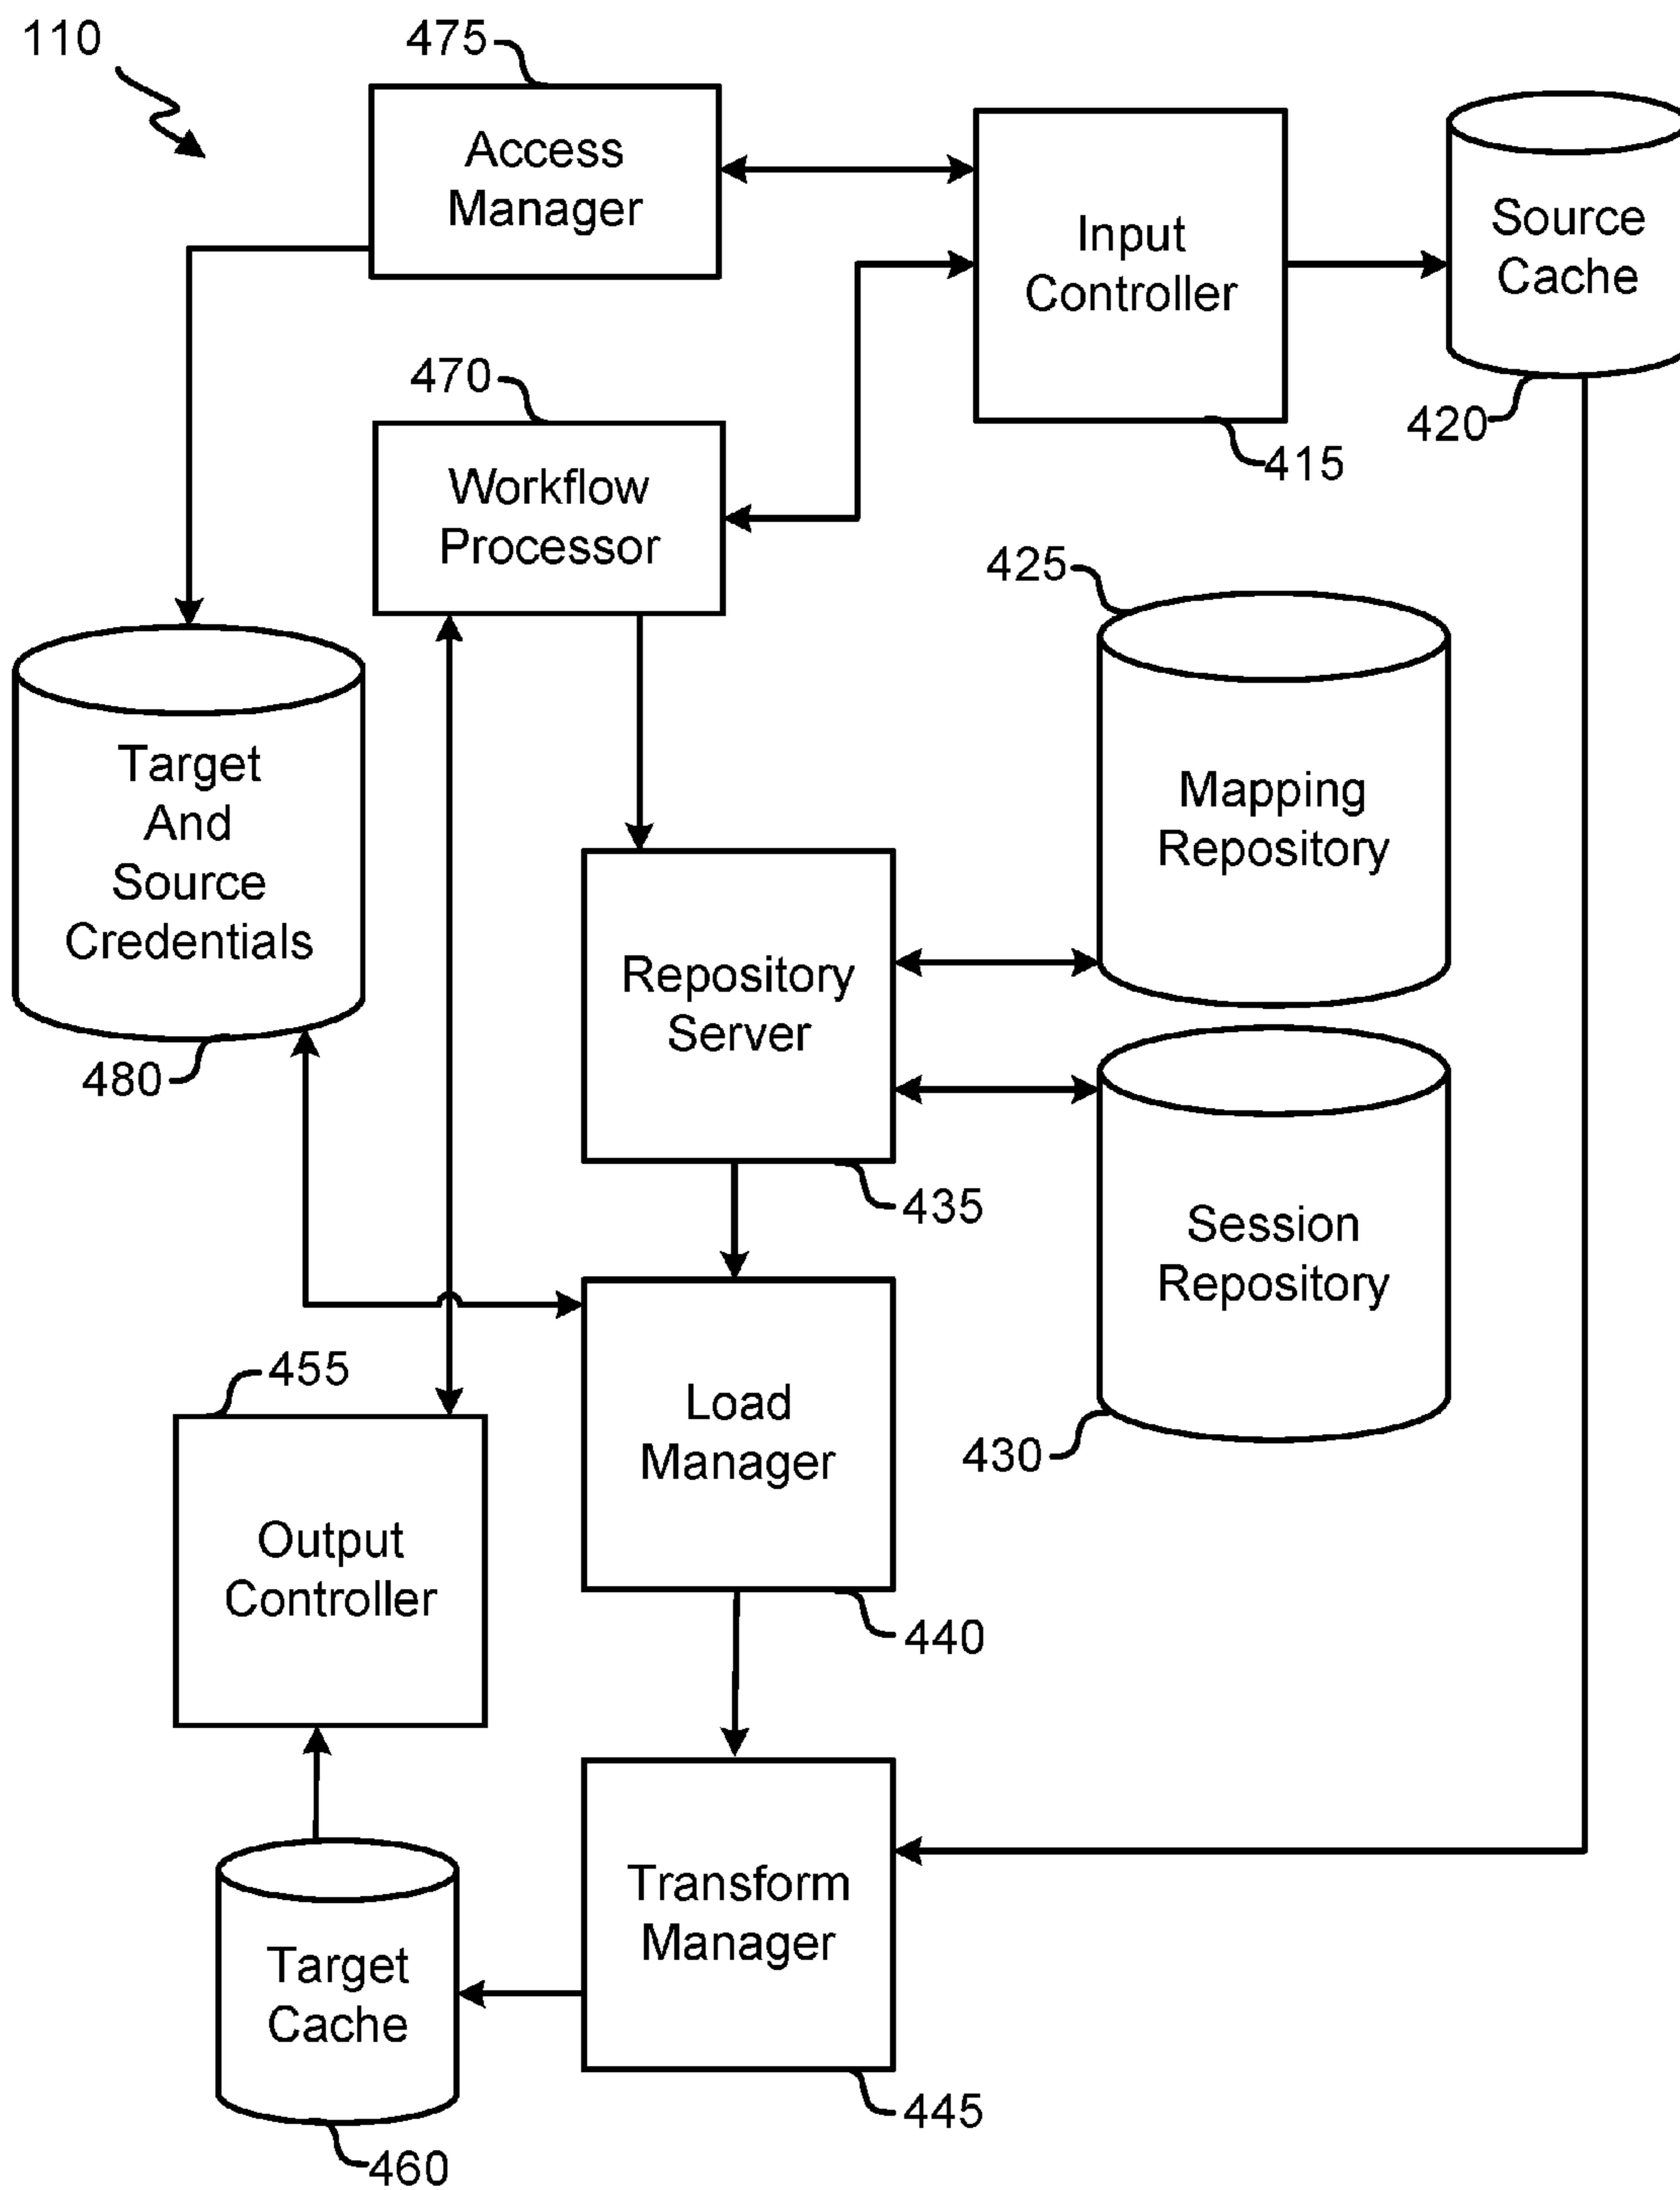 110
475
Access
Manager
Input
Controller
415
Source
Cache
420
470
Workflow
Processor
425
Mapping
Repository
Target
And
Source
Credentials
480
Repository
Server
435
Session
Repository
430
455
Load
Manager
440
Output
Controller
Transform
Manager
445
Target
Cache
460